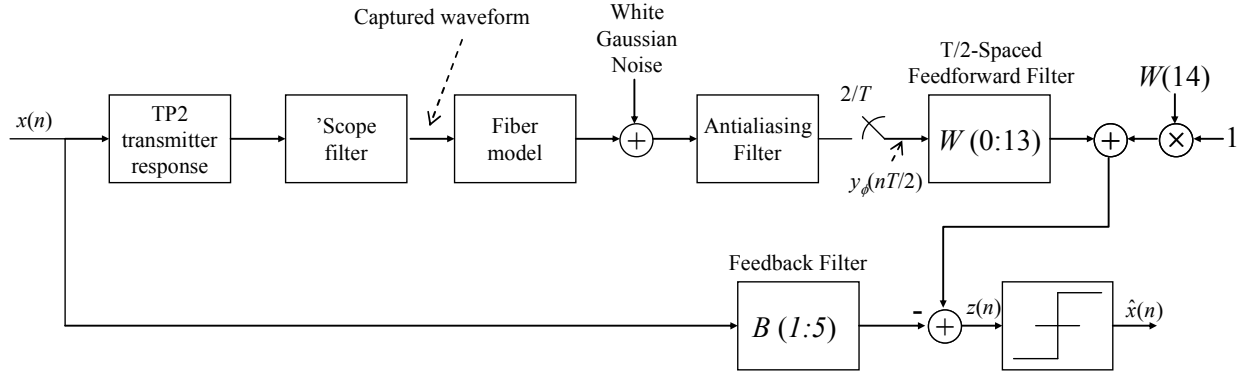 Captured waveform
White
Gaussian
Noise
T/2-Spaced
Feedforward Filter
W(14)
x(n)
TP2
transmitter
response
’Scope
filter
Fiber
model
+
Antialiasing
Filter
2/T
W (0:13)
+
×
1
yϕ(nT/2)
Feedback Filter
B (1:5)
-
+
z(n)
x̂(n)